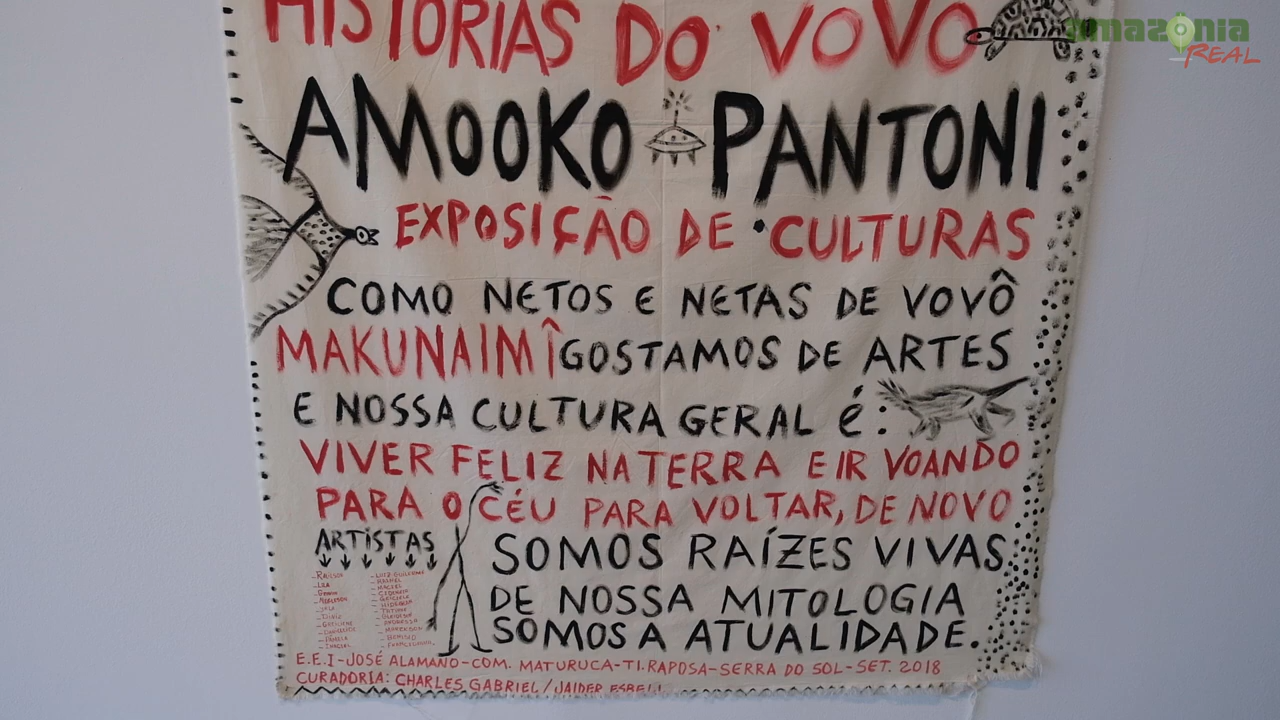 HISTÓRIAS DO VOVÔ
amazônia
REAL
AMOOKO PANTONI
EXPOSIÇÃO DE CULTURAS
COMO NETOS E NETAS DE VOVÔ
MAKUNAIMÎ GOSTAMOS DE ARTES
E NOSSA CULTURA GERAL É:
VIVER FELIZ NA TERRA E IR VOANDO
PARA O CÉU PARA VOLTAR, DE NOVO
ARTISTAS
SOMOS RAÍZES VIVAS
DE NOSSA MITOLOGIA
SOMOS A ATUALIDADE.
E.E.I-JOSÉ ALAMANO-COM. MATURUCA-TI.RAPOSA-SERRA DO SOL-SET. 2018
CURADORIA: CHARLES GABRIEL/JAIDER ESBELL